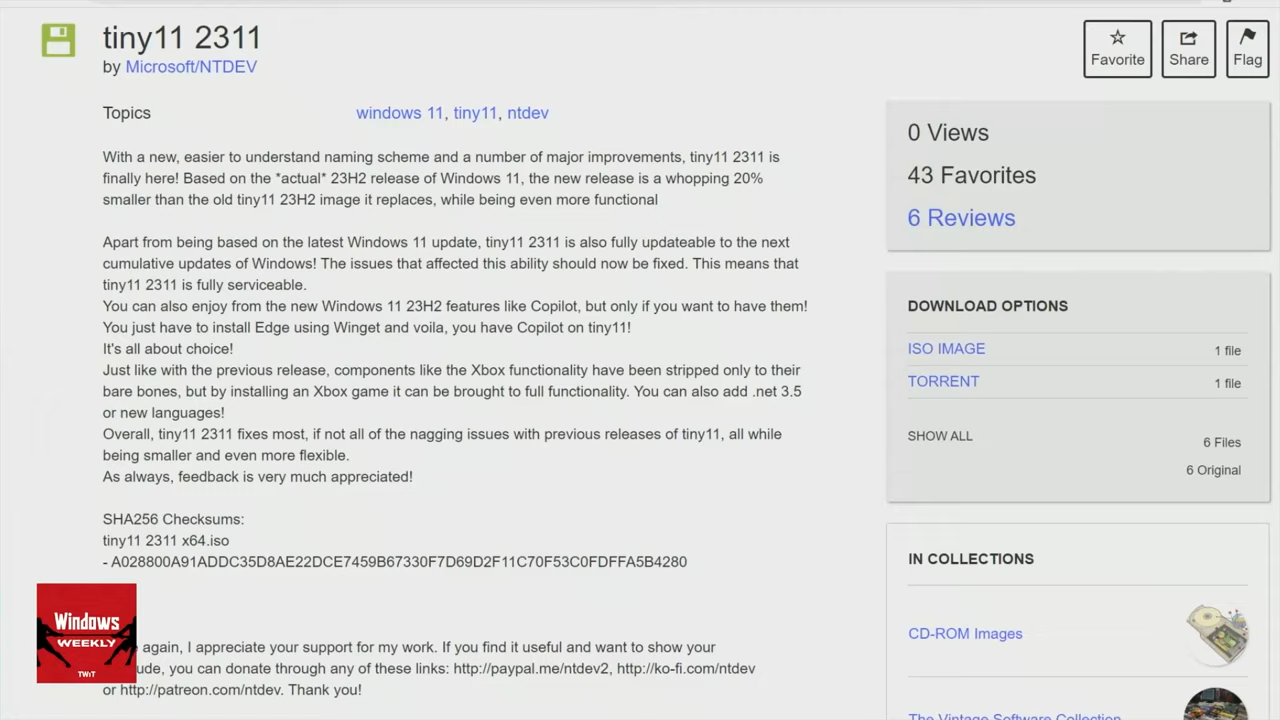 tiny11 2311
by Microsoft/NTDEV
Favorite
Share
Flag
Topics
windows 11, tiny11, ntdev
With a new, easier to understand naming scheme and a number of major improvements, tiny11 2311 is
finally here! Based on the *actual* 23H2 release of Windows 11, the new release is a whopping 20%
smaller than the old tiny11 23H2 image it replaces, while being even more functional
Apart from being based on the latest Windows 11 update, tiny11 2311 is also fully updateable to the next
cumulative updates of Windows! The issues that affected this ability should now be fixed. This means that
tiny11 2311 is fully serviceable.
You can also enjoy from the new Windows 11 23H2 features like Copilot, but only if you want to have them!
You just have to install Edge using Winget and voila, you have Copilot on tiny11!
It's all about choice!
Just like with the previous release, components like the Xbox functionality have been stripped only to their
bare bones, but by installing an Xbox game it can be brought to full functionality. You can also add .net 3.5
or new languages!
Overall, tiny11 2311 fixes most, if not all of the nagging issues with previous releases of tiny11, all while
being smaller and even more flexible.
As always, feedback is very much appreciated!
SHA256 Checksums:
tiny11 2311 x64.iso
- A028800A91ADDC35D8AE22DCE7459B67330F7D69D2F11C70F53C0FDFFA5B4280
again, I appreciate your support for my work. If you find it useful and want to show your
ude, you can donate through any of these links: http://paypal.me/ntdev2, http://ko-fi.com/ntdev
or http://patreon.com/ntdev. Thank you!
Windows
WEEKLY
TWiT
0 Views
43 Favorites
6 Reviews
DOWNLOAD OPTIONS
ISO IMAGE 1 file
TORRENT 1 file
SHOW ALL 6 Files
6 Original
IN COLLECTIONS
CD-ROM Images
The Vintage Software Collection